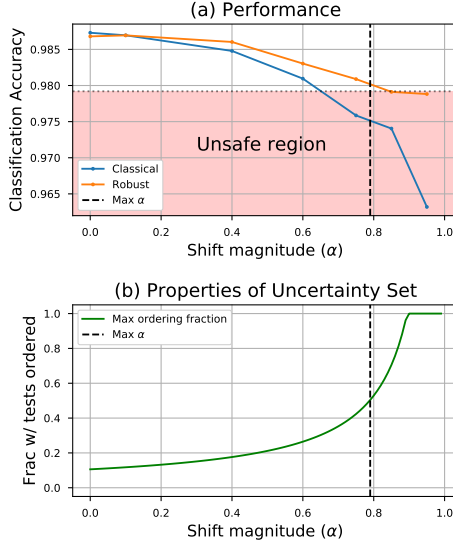 (a) Performance
Classification Accuracy
0.985
0.980
0.975
0.970
0.965
Unsafe region
Classical
Robust
Max α
0.0 0.2 0.4 0.6 0.8 1.0
Shift magnitude (α)
(b) Properties of Uncertainty Set
Frac w/ tests ordered
1.0
0.8
0.6
0.4
0.2
0.0
Max ordering fraction
Max α
0.0 0.2 0.4 0.6 0.8 1.0
Shift magnitude (α)